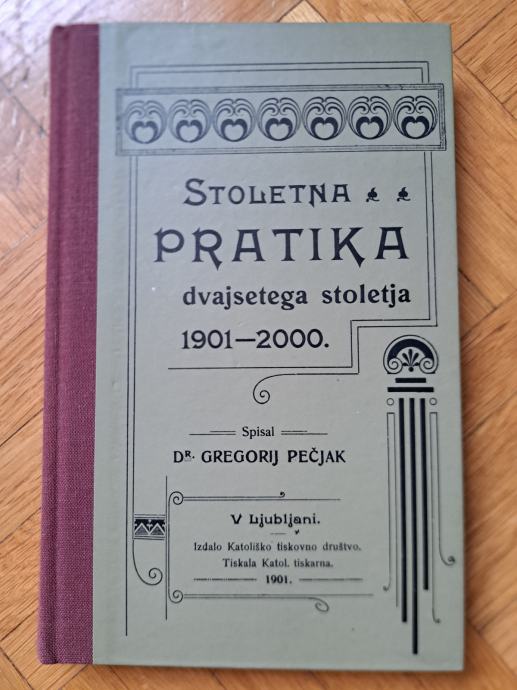 STOLETNA
PRATIKA
dvajsetega stoletja
1901—2000.
Spisal
DR. GREGORIJ PEČJAK
V Ljubljani.
Izdalo Katoliško tiskovno društvo.
Tiskala Katol. tiskarna.
1901.